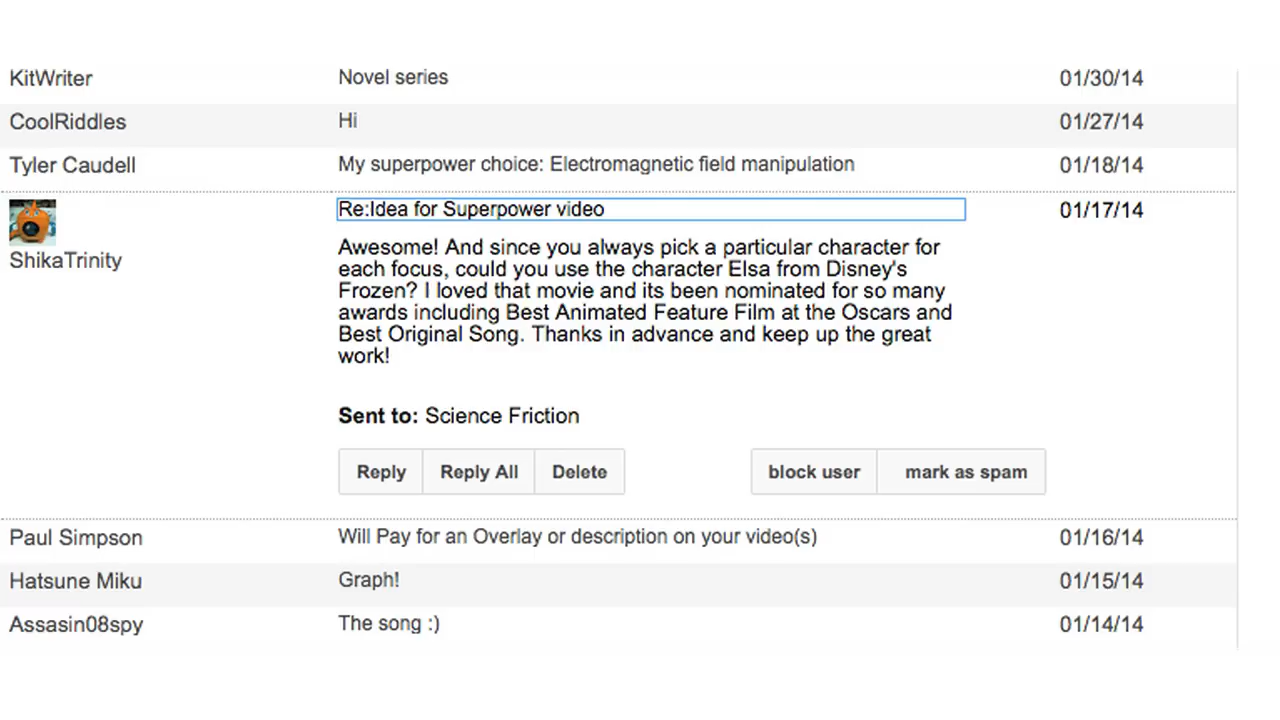 KitWriter Novel series 01/30/14
CoolRiddles Hi 01/27/14
Tyler Caudell My superpower choice: Electromagnetic field manipulation 01/18/14
ShikaTrinity
Re:Idea for Superpower video 01/17/14
Awesome! And since you always pick a particular character for
each focus, could you use the character Elsa from Disney's
Frozen? I loved that movie and its been nominated for so many
awards including Best Animated Feature Film at the Oscars and
Best Original Song. Thanks in advance and keep up the great
work!
Sent to: Science Friction
Reply Reply All Delete block user mark as spam
Paul Simpson Will Pay for an Overlay or description on your video(s) 01/16/14
Hatsune Miku Graph! 01/15/14
Assasin08spy The song :) 01/14/14